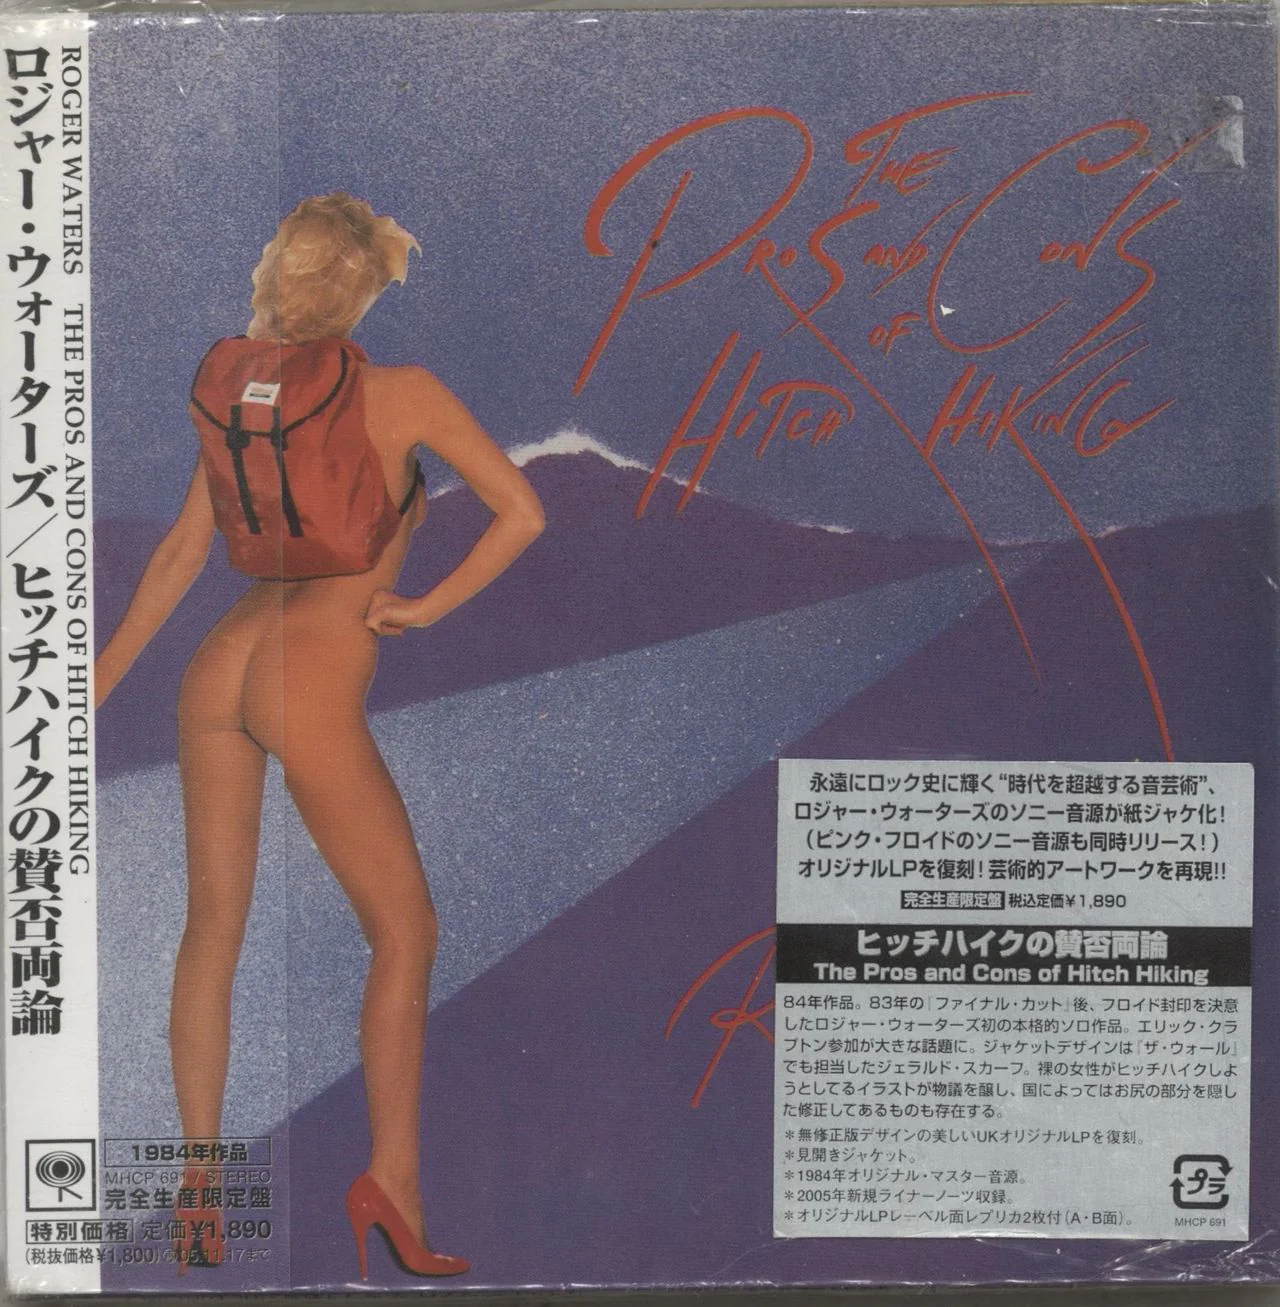 ロジャー・ウォーターズ／ヒッチハイクの賛否両論
ROGER WATERS THE PROS AND CONS OF HITCH HIKING
THE
PROS AND CONS
OF
HITCH HIKING
永遠にロック史に輝く“時代を超越する音芸術”、
ロジャー・ウォーターズのソニー音源が紙ジャケ化！
（ピンク・フロイドのソニー音源も同時リリース！）
オリジナルLPを復刻！芸術的アートワークを再現!!
完全生産限定盤 税込定価￥1,890
ヒッチハイクの賛否両論
The Pros and Cons of Hitch Hiking
84年作品。83年の『ファイナル・カット』後、フロイド封印を決意
したロジャー・ウォーターズ初の本格的ソロ作品。エリック・クラ
プトン参加が大きな話題に。ジャケットデザインは『ザ・ウォール』
でも担当したジェラルド・スカーフ。裸の女性がヒッチハイクしよ
うとしてるイラストが物議を醸し、国によってはお尻の部分を隠し
た修正してあるものも存在する。
＊無修正版デザインの美しいUKオリジナルLPを復刻。
＊見開きジャケット。
＊1984年オリジナル・マスター音源。
＊2005年新規ライナーノーツ収録。
＊オリジナルLPレーベル面レプリカ2枚付（A・B面）。
プラ
MHCP 691
1984年作品
MHCP 691 / STEREO
完全生産限定盤
特別価格 定価￥1,890
（税抜価格￥1,800）05.11.17まで